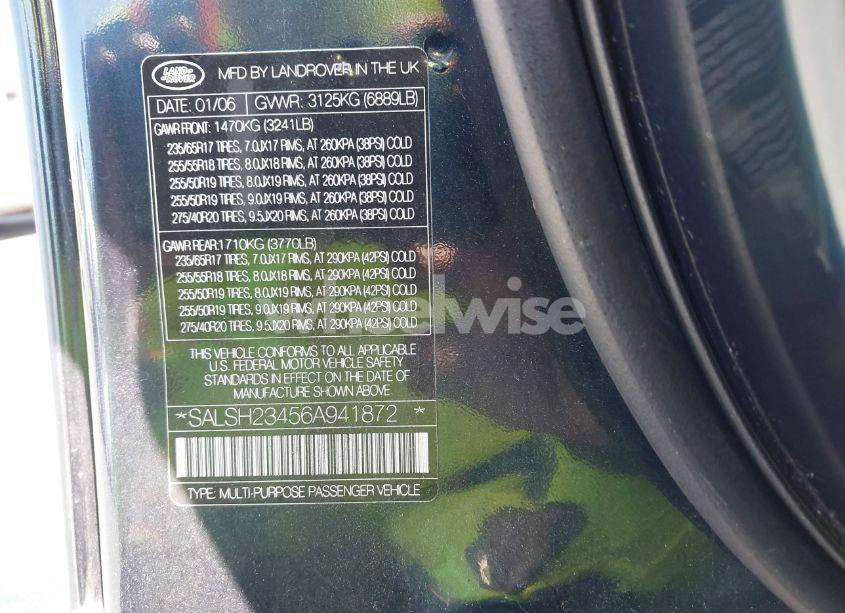 LAND ROVER
MFD BY LANDROVER IN THE UK
DATE: 01/06 GVWR: 3125KG (6889LB)
GAWR FRONT: 1470KG (3241LB)
235/65R17 TIRES, 7.0JX17 RIMS, AT 260KPA (38PSI) COLD
255/55R18 TIRES, 8.0JX18 RIMS, AT 260KPA (38PSI) COLD
255/50R19 TIRES, 8.0JX19 RIMS, AT 260KPA (38PSI) COLD
255/50R19 TIRES, 9.0JX19 RIMS, AT 260KPA (38PSI) COLD
275/40R20 TIRES, 9.5JX20 RIMS, AT 260KPA (38PSI) COLD
GAWR REAR: 1710KG (3770LB)
235/65R17 TIRES, 7.0JX17 RIMS, AT 290KPA (42PSI) COLD
255/55R18 TIRES, 8.0JX18 RIMS, AT 290KPA (42PSI) COLD
255/50R19 TIRES, 8.0JX19 RIMS, AT 290KPA (42PSI) COLD
255/50R19 TIRES, 9.0JX19 RIMS, AT 290KPA (42PSI) COLD
275/40R20 TIRES, 9.5JX20 RIMS, AT 290KPA (42PSI) COLD
THIS VEHICLE CONFORMS TO ALL APPLICABLE
U.S. FEDERAL MOTOR VEHICLE SAFETY
STANDARDS IN EFFECT ON THE DATE OF
MANUFACTURE SHOWN ABOVE
*SALSH23456A941872 *
TYPE: MULTI-PURPOSE PASSENGER VEHICLE